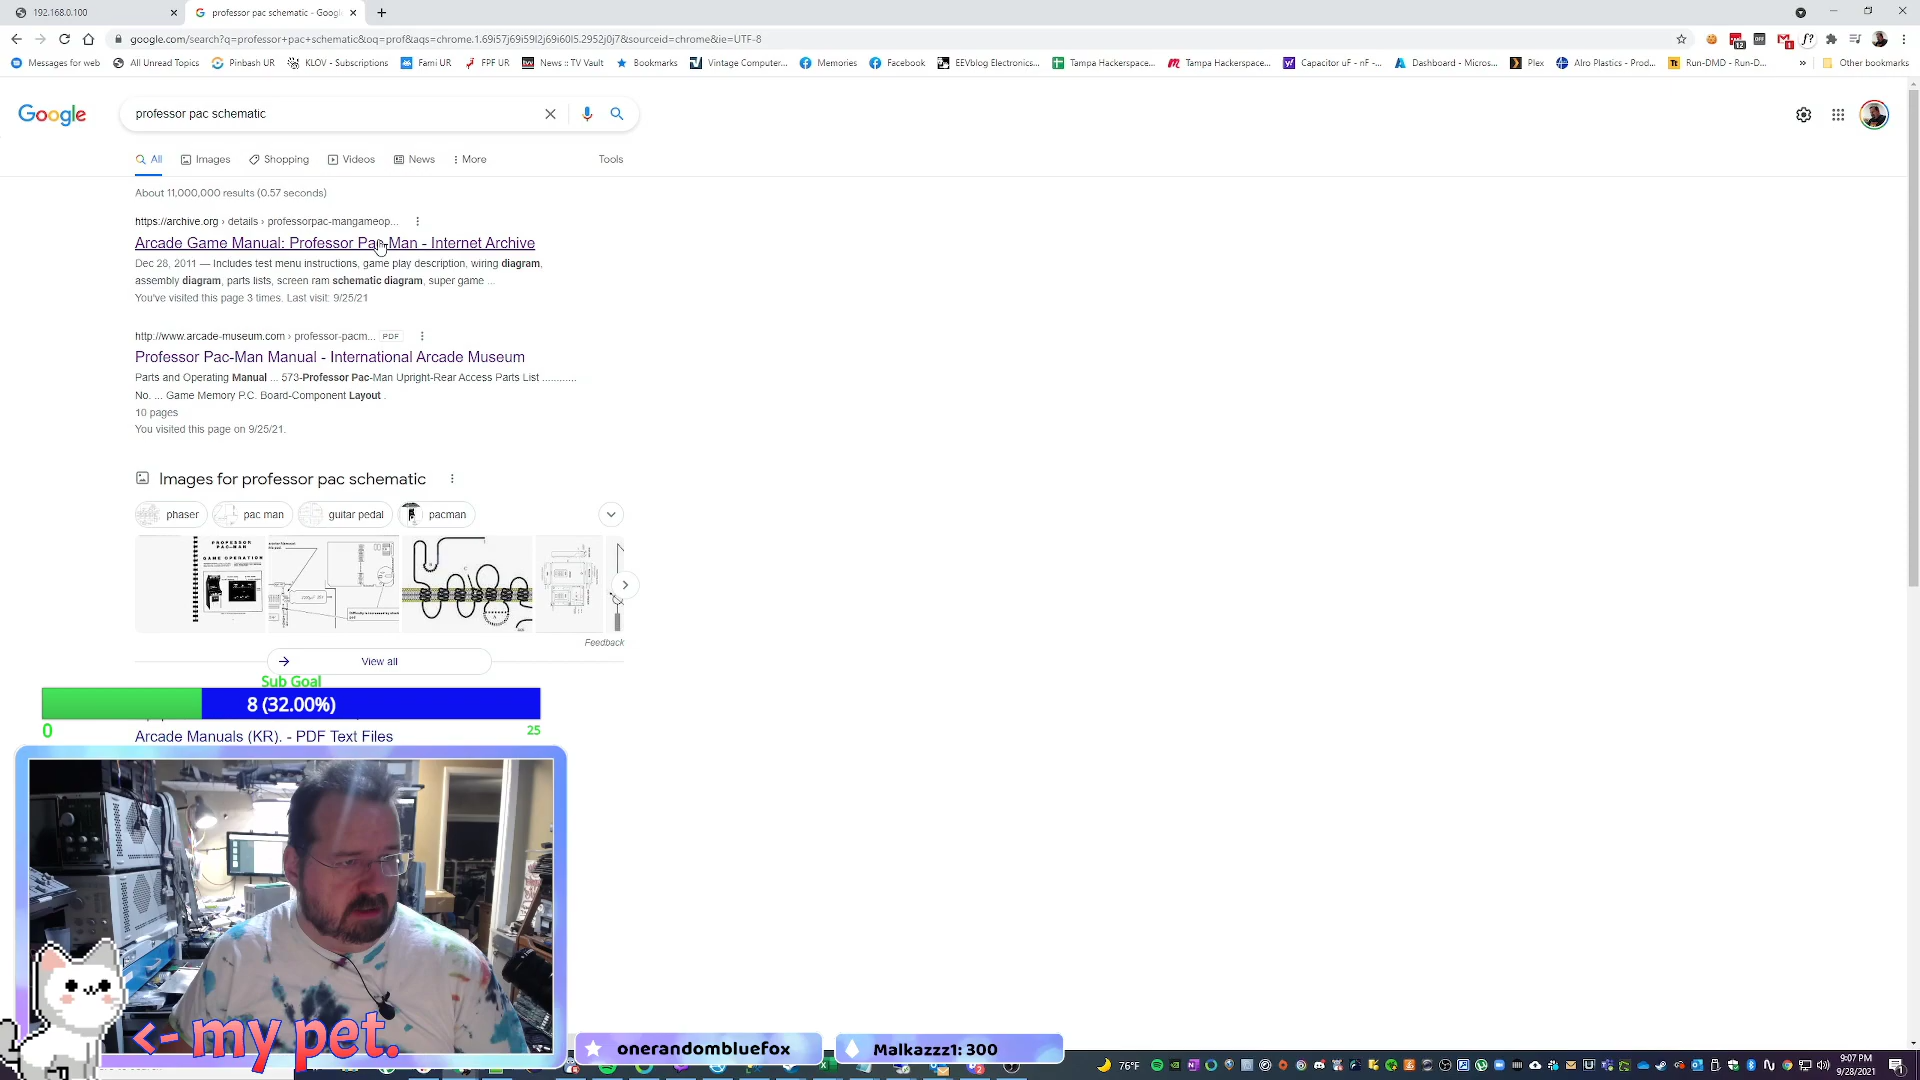 192.168.0.100
professor pac schematic - Googl
google.com/search?q=professor+pac+schematic&oq=prof&aqs=chrome.1.69i57j69i59l2j69i60l5.2952j0j7&sourceid=chrome&ie=UTF-8
Messages for web All Unread Topics Pinbash UR KLOV - Subscriptions Fami UR FPF UR News :: TV Vault Bookmarks Vintage Computer... Memories Facebook EEVblog Electronics... Tampa Hackerspace... Tampa Hackerspace... Capacitor uF - nF -... Dashboard - Micros... Plex Alro Plastics - Prod... Run-DMD - Run-D... » Other bookmarks
Google
professor pac schematic
All Images Shopping Videos News More Tools
About 11,000,000 results (0.57 seconds)
https://archive.org › details › professorpac-mangameop...
Arcade Game Manual: Professor Pac-Man - Internet Archive
Dec 28, 2011 — Includes test menu instructions, game play description, wiring diagram,
assembly diagram, parts lists, screen ram schematic diagram, super game ...
You've visited this page 3 times. Last visit: 9/25/21
http://www.arcade-museum.com › professor-pacm... PDF
Professor Pac-Man Manual - International Arcade Museum
Parts and Operating Manual ... 573-Professor Pac-Man Upright-Rear Access Parts List ............
No. ... Game Memory P.C. Board-Component Layout .
10 pages
You visited this page on 9/25/21.
Images for professor pac schematic
phaser pac man guitar pedal pacman
PROFESSOR
PAC-MAN
GAME OPERATION
Feedback
View all
Sub Goal
8 (32.00%)
0 25
Arcade Manuals (KR). - PDF Text Files
<- my pet.
onerandombluefox
Malkazzz1: 300
76°F
9:07 PM
9/28/2021